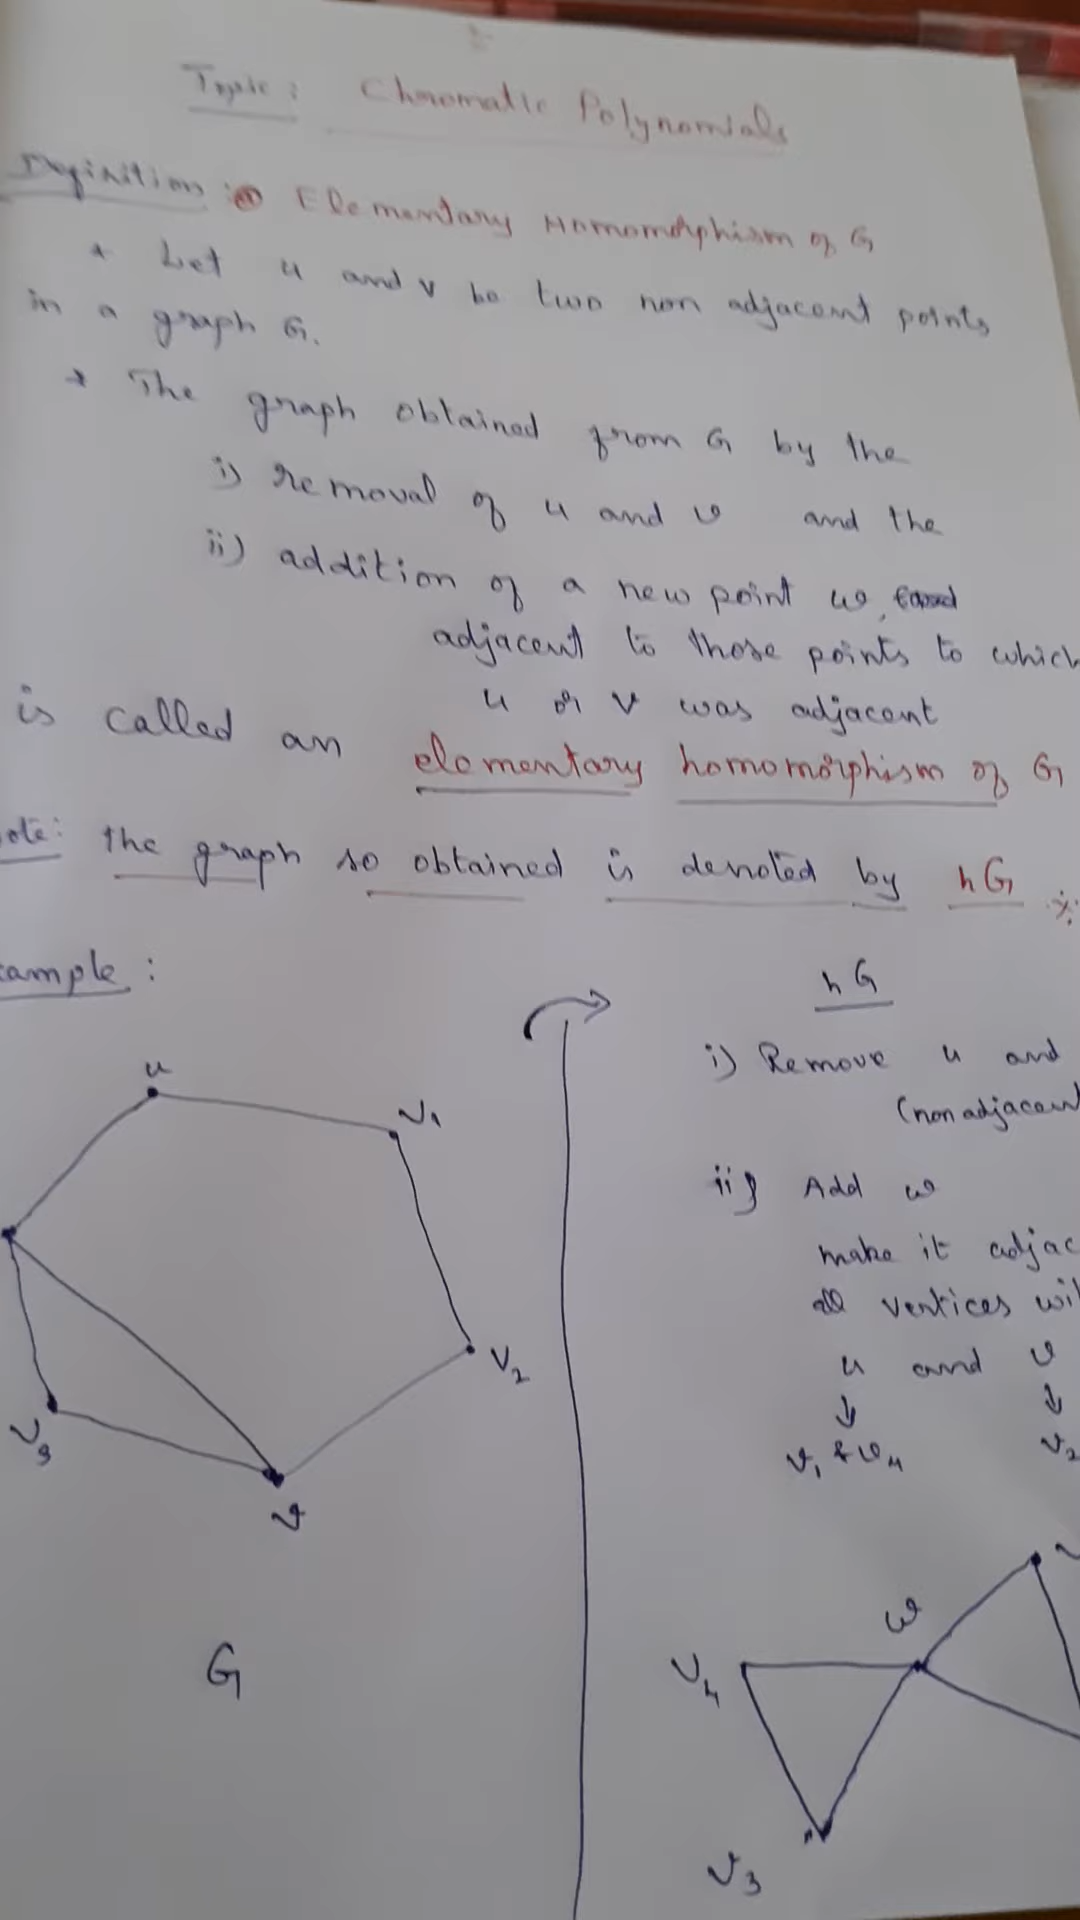 Topic: Chromatic Polynomials
Definition: Elementary Homomorphism of G
* Let u and v be two non adjacent points
in a graph G.
* The graph obtained from G by the
i) removal of u and v and the
ii) addition of a new point w,
adjacent to those points to which
u or v was adjacent
is called an elementary homomorphism of G
ote: the graph so obtained is denoted by hG
ample:
u
V1
V2
V3
v
G
hG
i) Remove u and
(non adjacent
ii) Add w
make it adjac
all vertices wi
u and v
↓ ↓
v1 & v4 v2
w
V4
V3